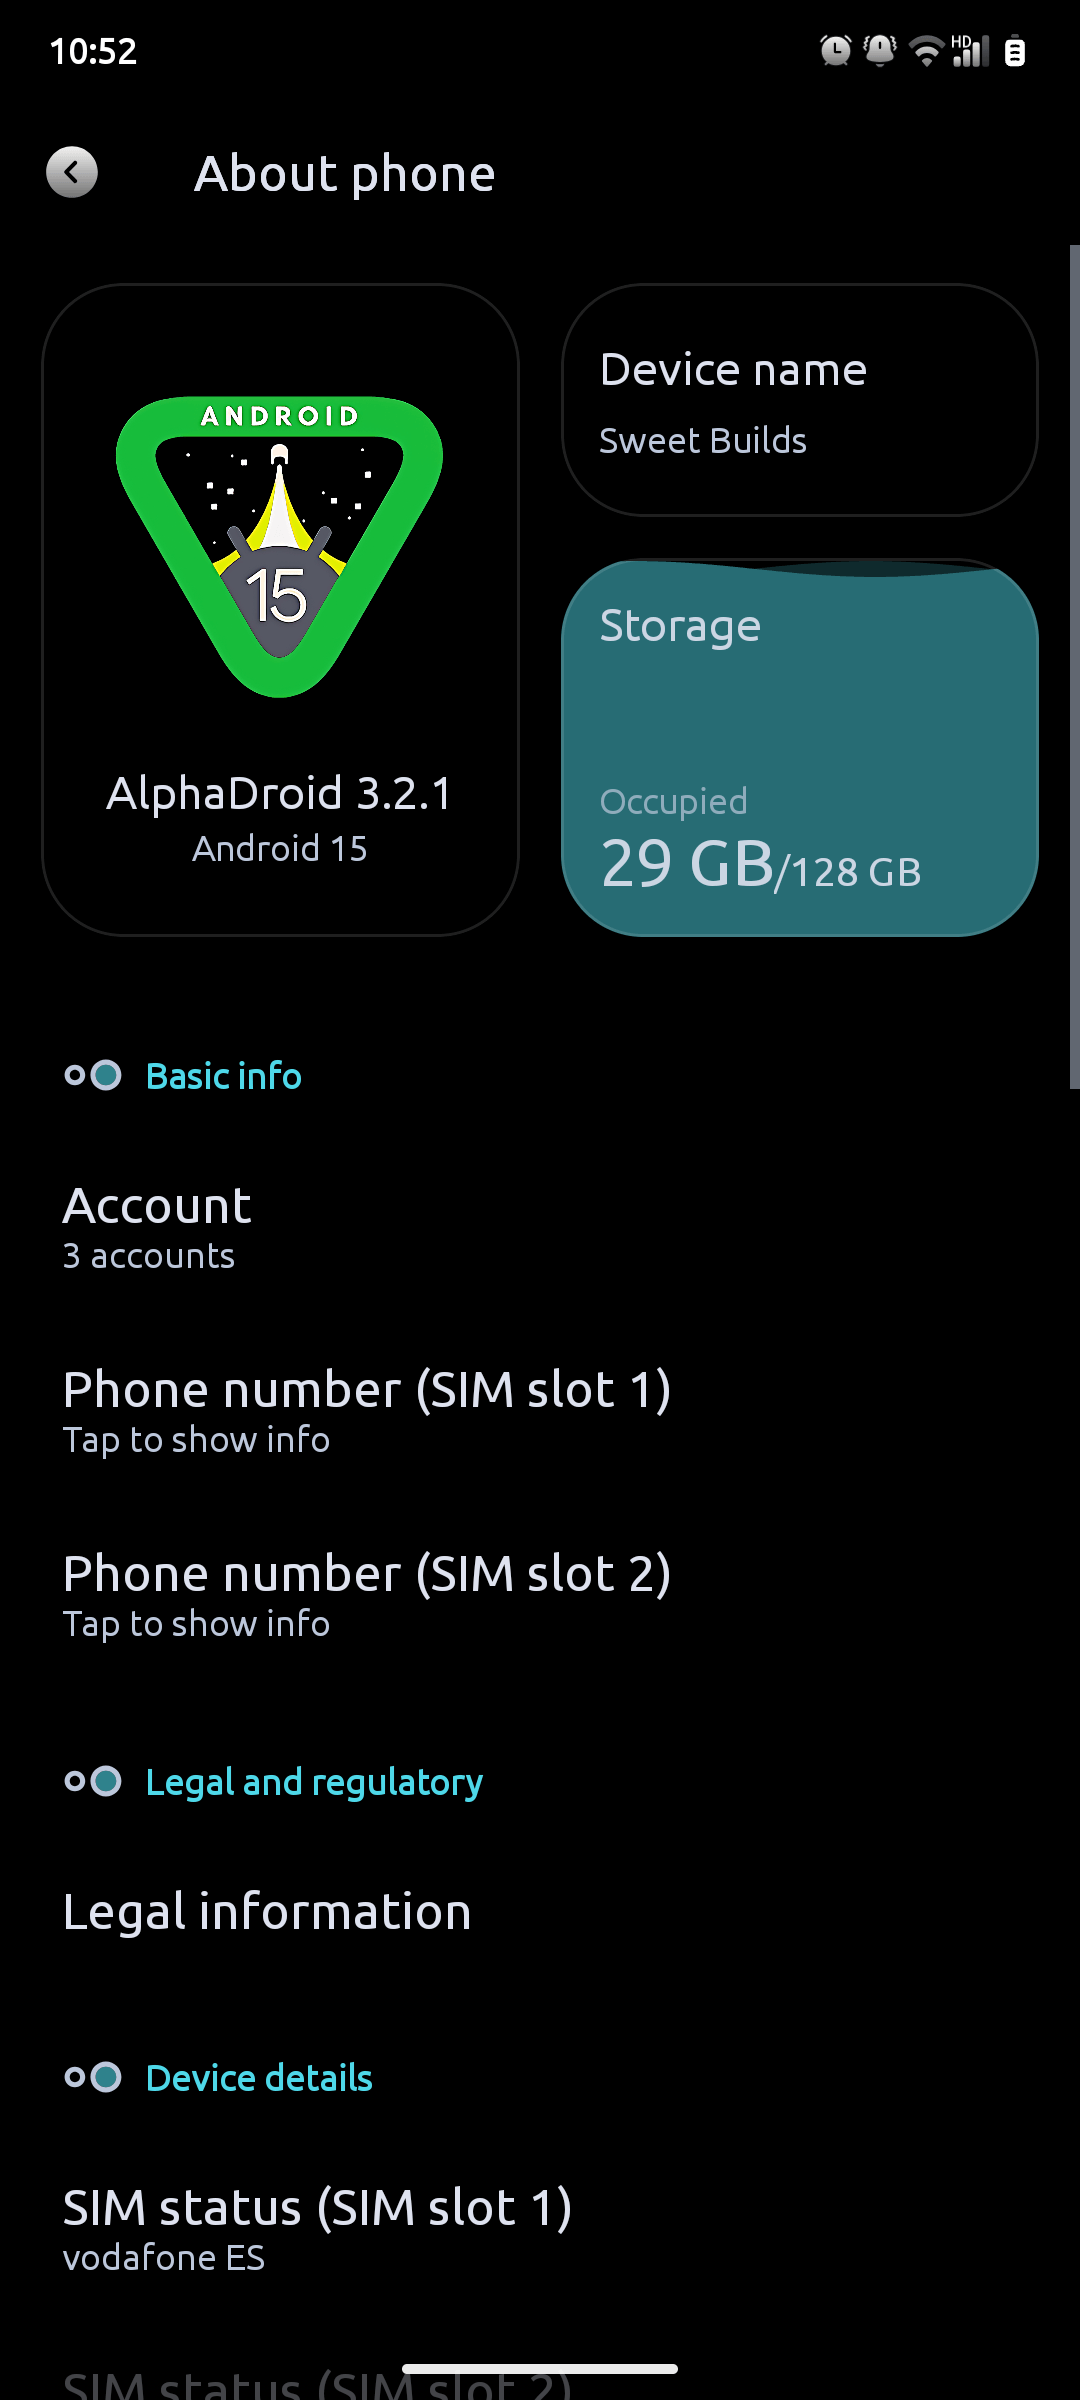 10:52
HD
About phone
ANDROID
15
AlphaDroid 3.2.1
Android 15
Device name
Sweet Builds
Storage
Occupied
29 GB/128 GB
Basic info
Account
3 accounts
Phone number (SIM slot 1)
Tap to show info
Phone number (SIM slot 2)
Tap to show info
Legal and regulatory
Legal information
Device details
SIM status (SIM slot 1)
vodafone ES
SIM status (SIM slot 2)